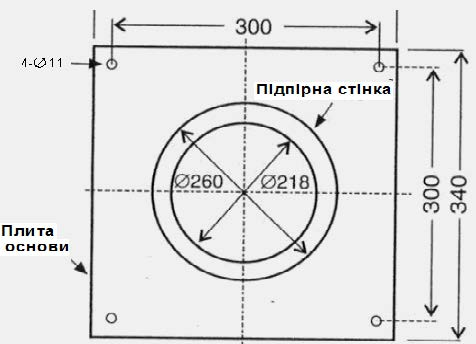 300
4-Ø11
Підпірна стінка
Ø260
Ø218
300
340
Плита
основи